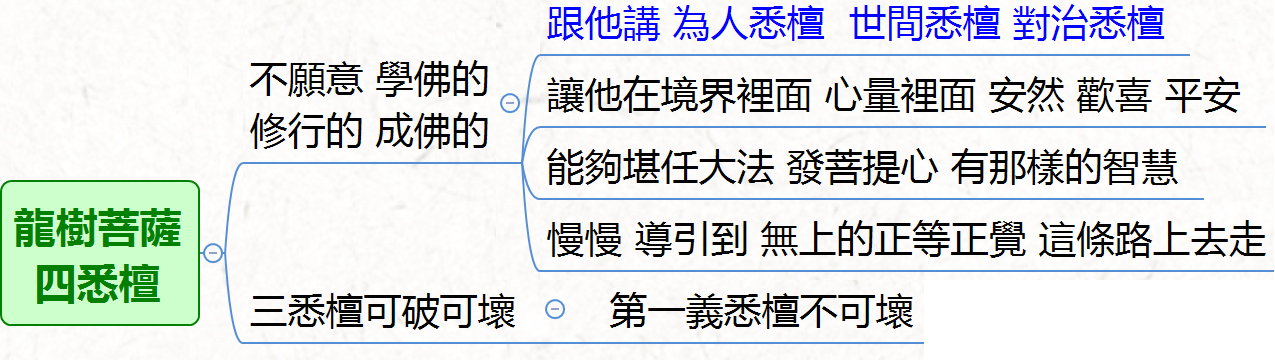 龍樹菩薩
四悉檀
不願意 學佛的
修行的 成佛的
跟他講 為人悉檀  世間悉檀 對治悉檀
讓他在境界裡面 心量裡面 安然 歡喜 平安
能夠堪任大法 發菩提心 有那樣的智慧
慢慢 導引到 無上的正等正覺 這條路上去走
三悉檀可破可壞
第一義悉檀不可壞